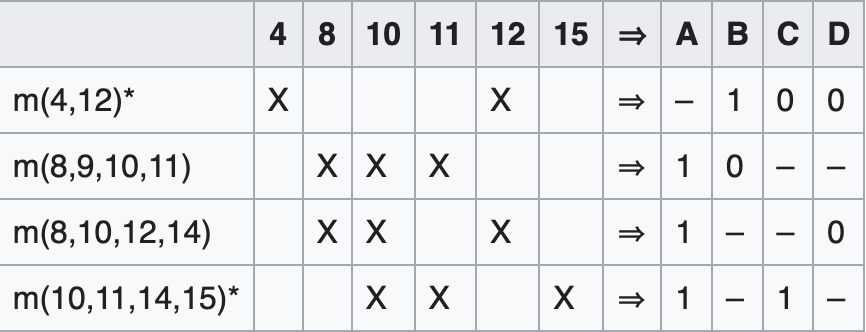 4 8 10 11 12 15 ⇒ A B C D
m(4,12)* X X ⇒ – 1 0 0
m(8,9,10,11) X X X ⇒ 1 0 – –
m(8,10,12,14) X X X ⇒ 1 – – 0
m(10,11,14,15)* X X X ⇒ 1 – 1 –